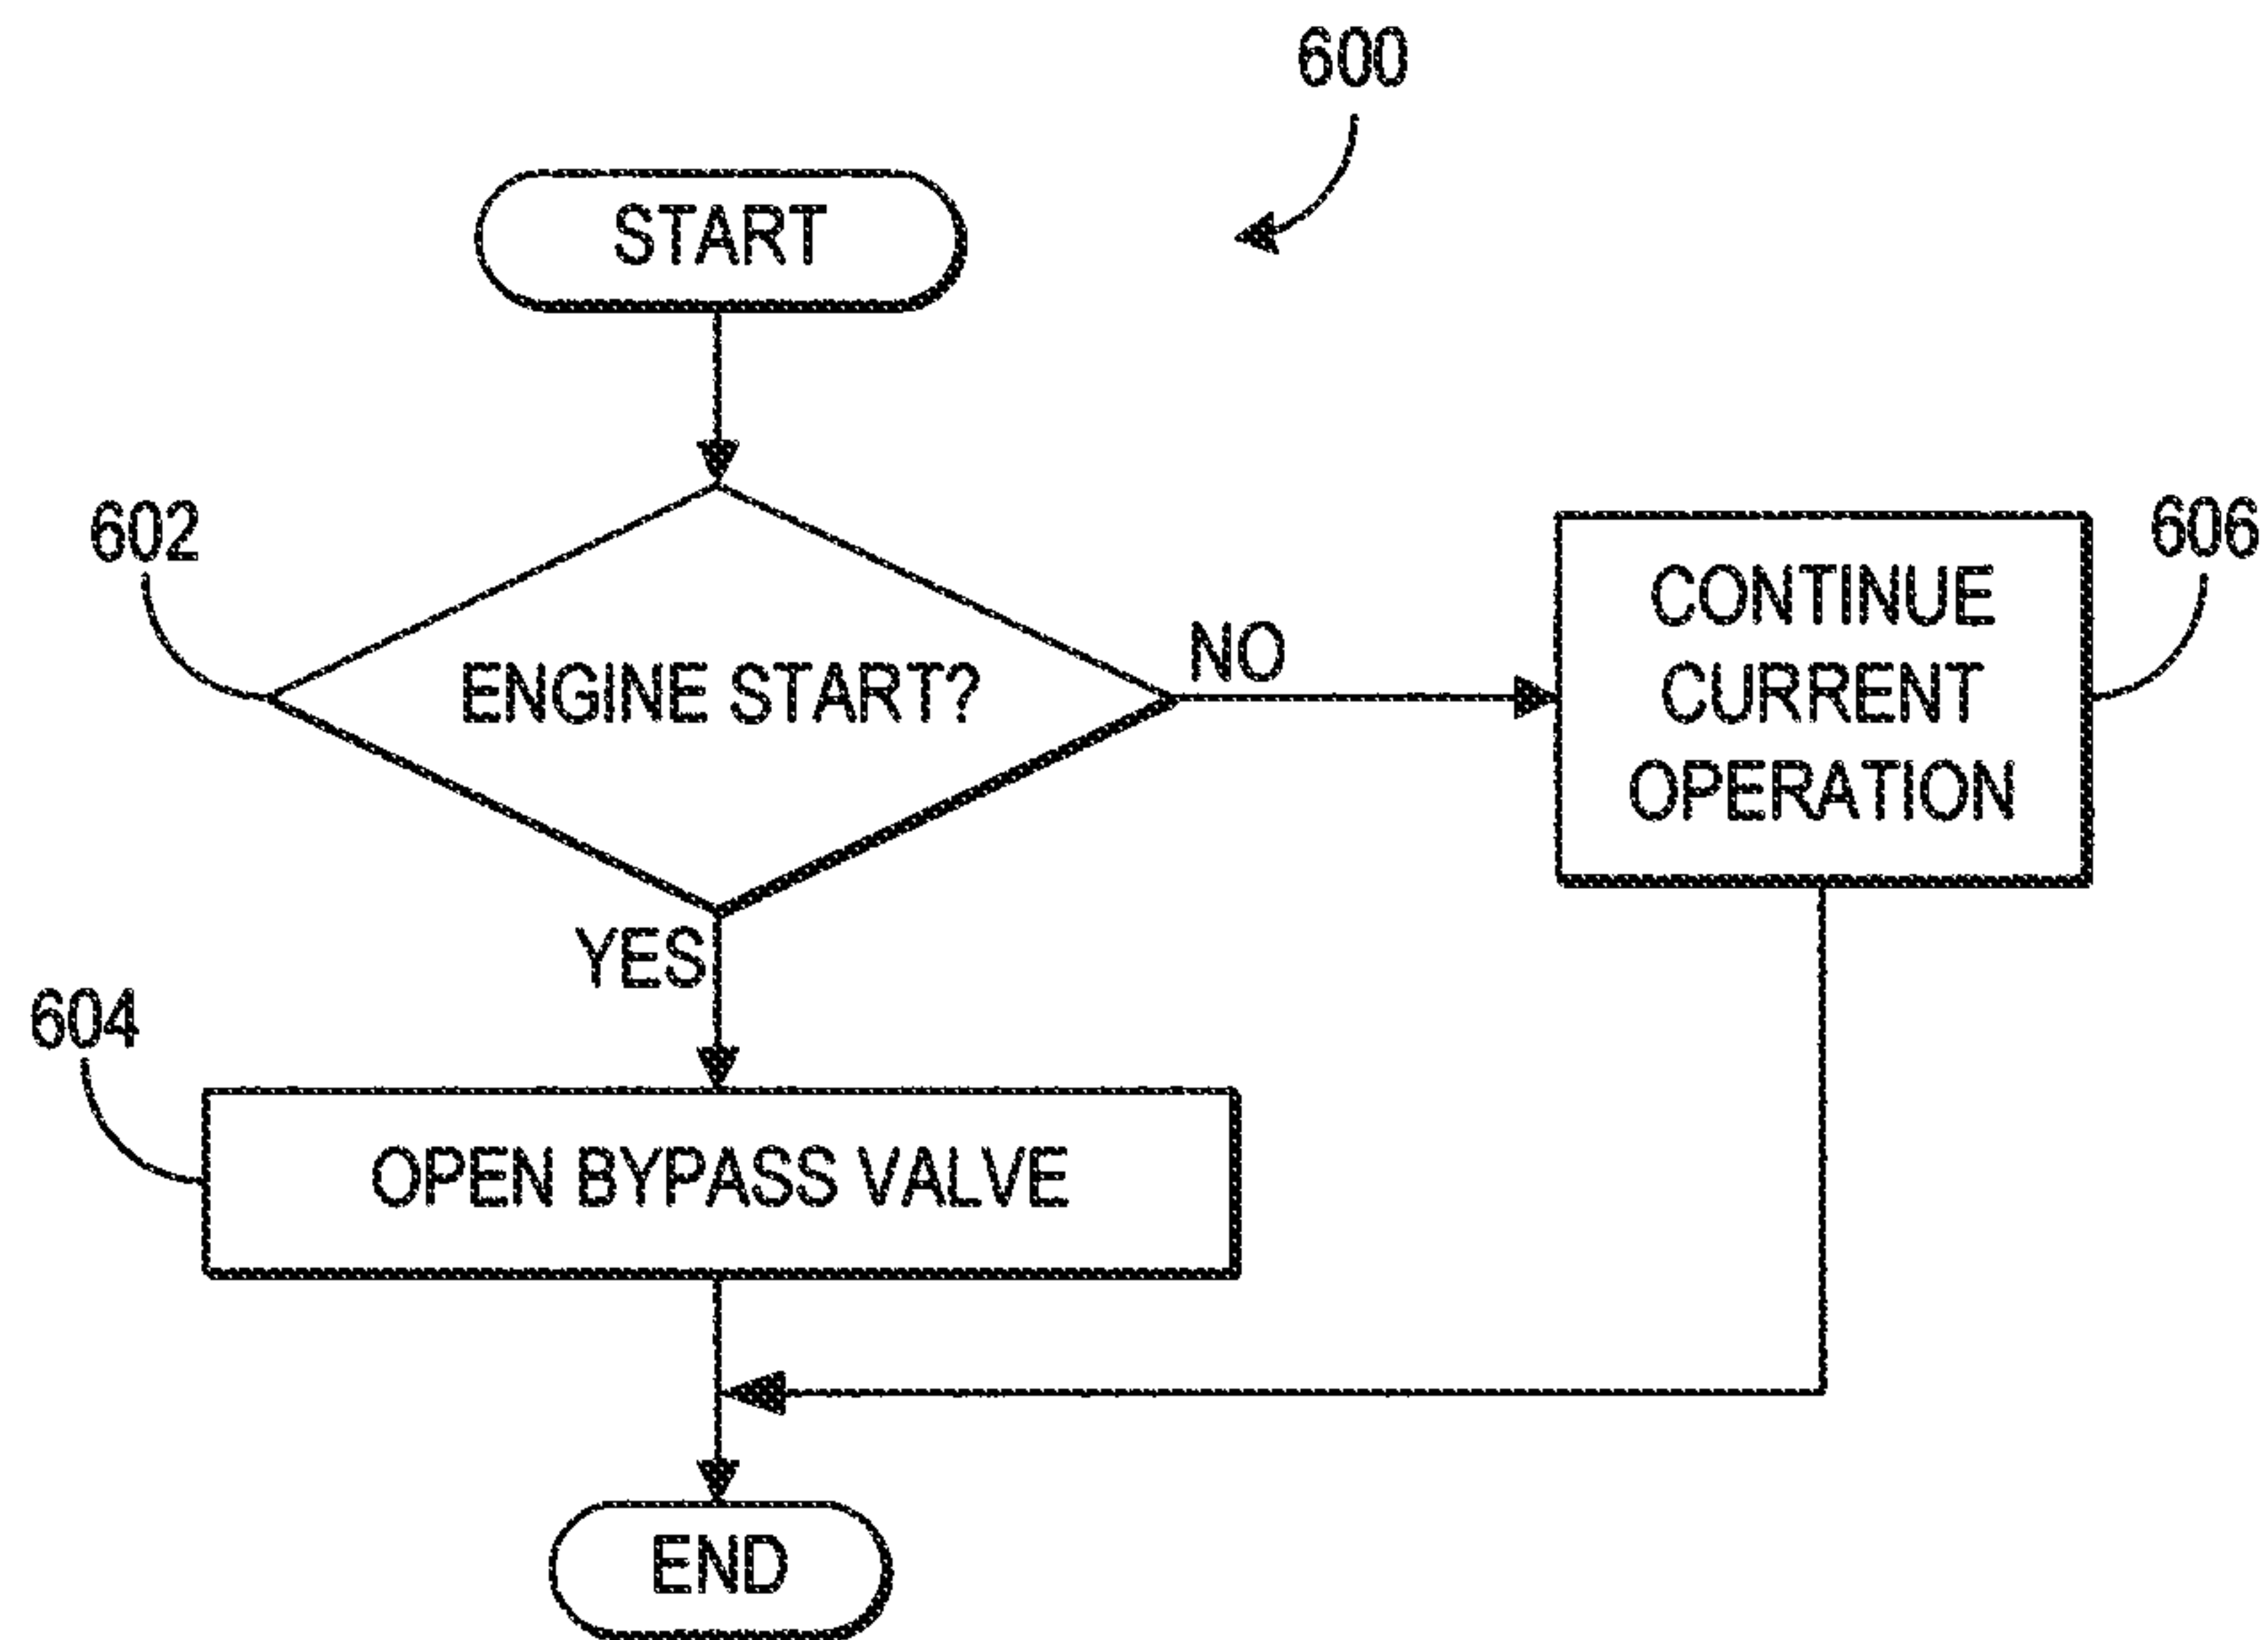 600
START
602
ENGINE START?
NO
CONTINUE
CURRENT
OPERATION
606
YES
604
OPEN BYPASS VALVE
END